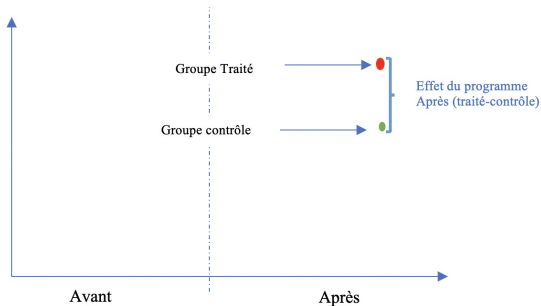 Groupe Traité
Effet du programme
Après (traité-contrôle)
Groupe contrôle
Avant
Après